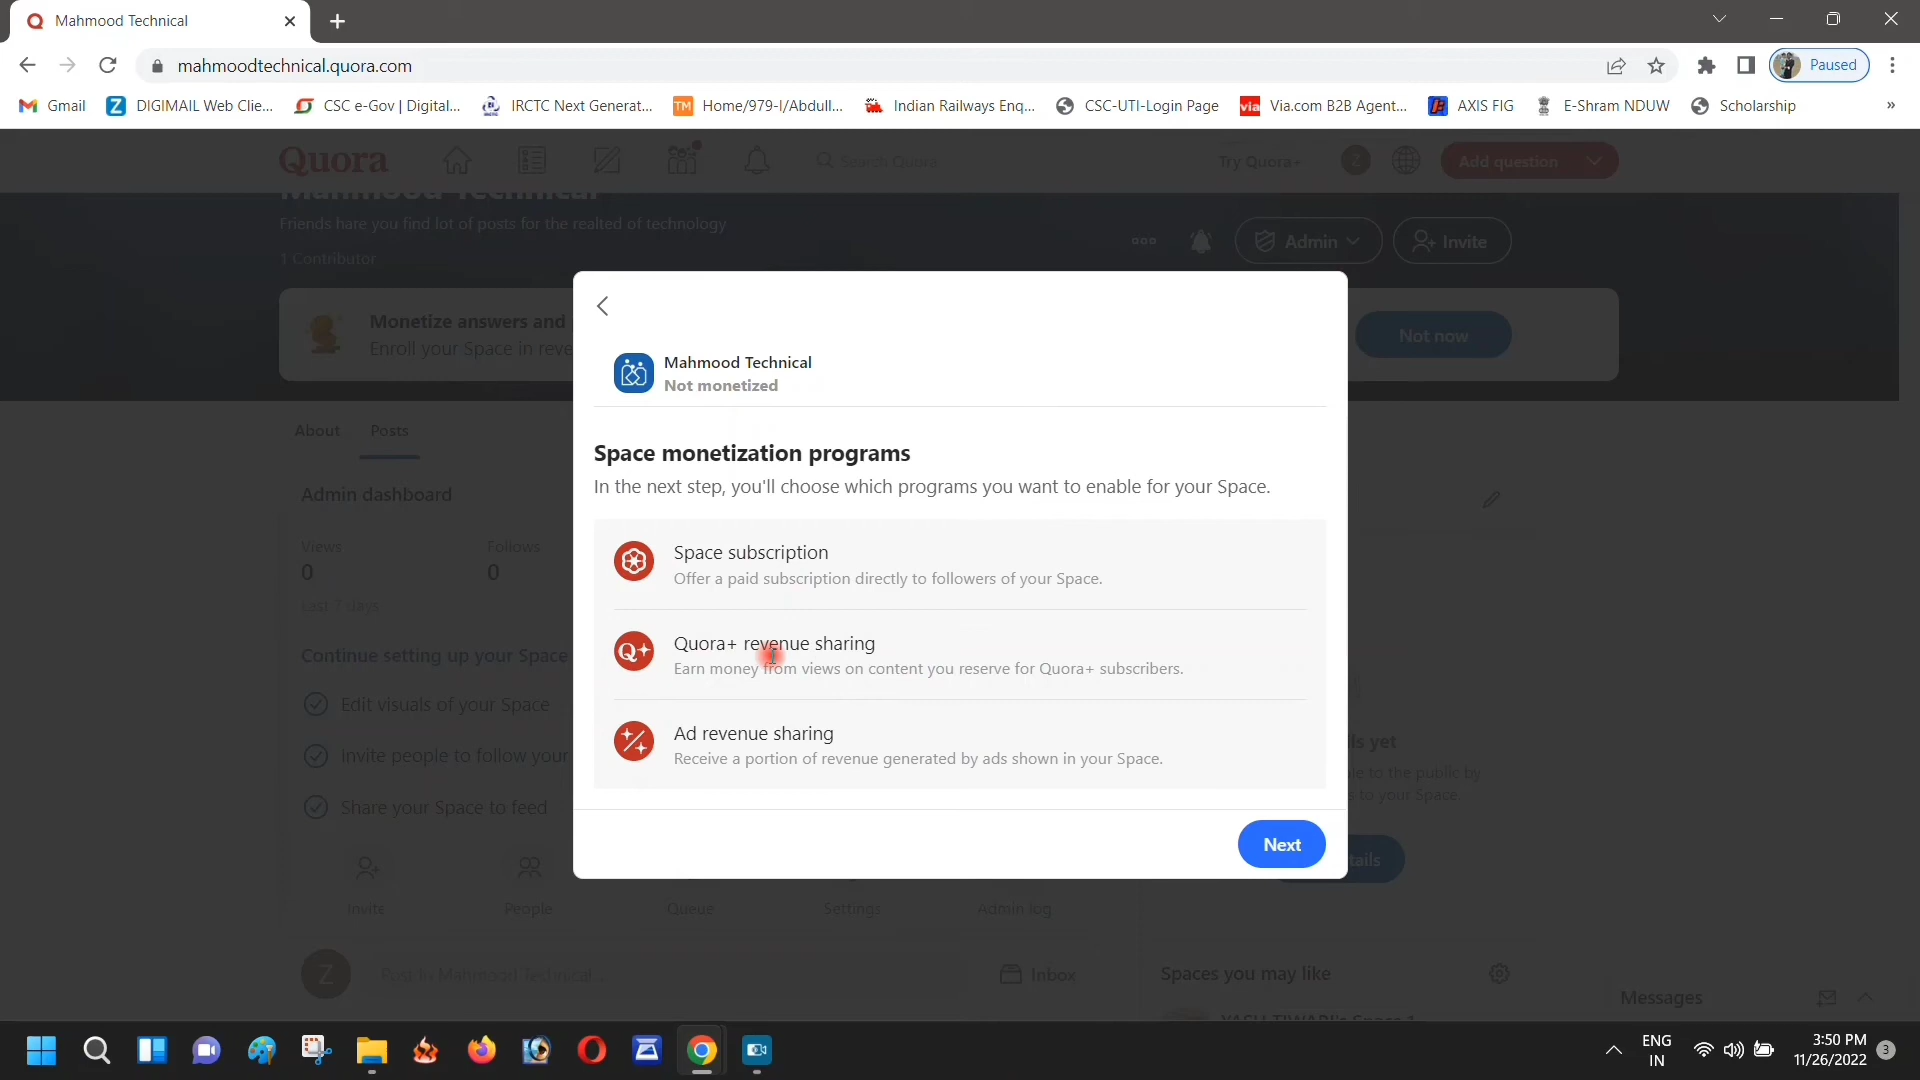 Mahmood Technical
mahmoodtechnical.quora.com
Paused
Gmail
DIGIMAIL Web Clie...
CSC e-Gov | Digital...
IRCTC Next Generat...
Home/979-I/Abdull...
Indian Railways Enq...
CSC-UTI-Login Page
Via.com B2B Agent...
AXIS FIG
E-Shram NDUW
Scholarship
»
Quora
Search Quora
Try Quora+
Z
Add question
Mahmood Technical
Friends hare you find lot of posts for the realted of technology
1 Contributor
Admin
Invite
Monetize answers and
Enroll your Space in reve
Not now
Mahmood Technical
Not monetized
About
Posts
Space monetization programs
In the next step, you'll choose which programs you want to enable for your Space.
Admin dashboard
Views
Follows
0
0
Last 7 days
Space subscription
Offer a paid subscription directly to followers of your Space.
Quora+ revenue sharing
Earn money from views on content you reserve for Quora+ subscribers.
Ad revenue sharing
Receive a portion of revenue generated by ads shown in your Space.
Next
Continue setting up your Space
Edit visuals of your Space
Invite people to follow your
Share your Space to feed
ls yet
le to the public by
s to your Space.
tails
Invite
People
Queue
Settings
Admin log
Z
Post to Mahmood Technical...
Inbox
Spaces you may like
Messages
YASH TIWARI's Space 1
ENG
IN
3:50 PM
11/26/2022
3